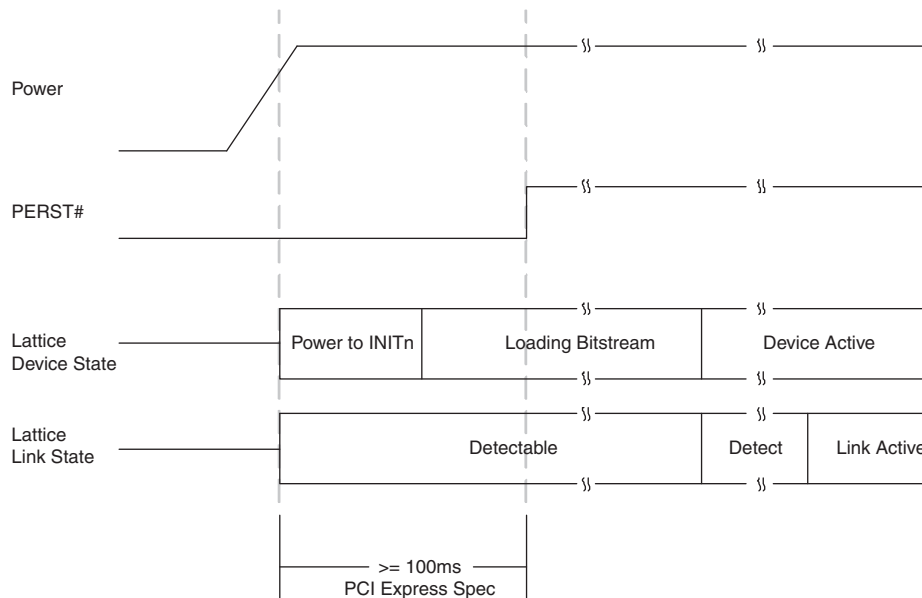 Power
PERST#
Lattice
Device State
Power to INITn
Loading Bitstream
Device Active
Lattice
Link State
Detectable
Detect
Link Active
>= 100ms
PCI Express Spec